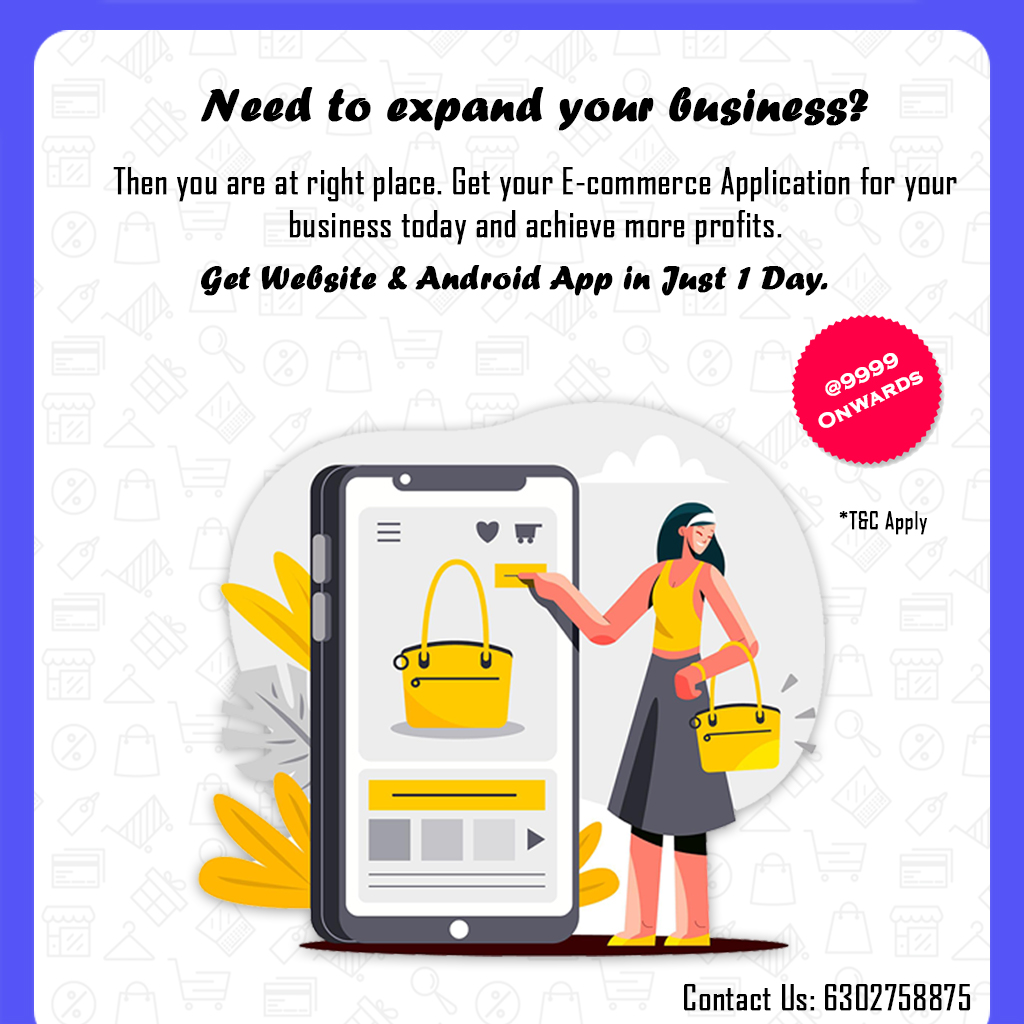 Need to expand your business?
Then you are at right place. Get your E-commerce Application for your
business today and achieve more profits.
Get Website & Android App in Just 1 Day.
@9999
Onwards
*T&C Apply
Contact Us: 6302758875